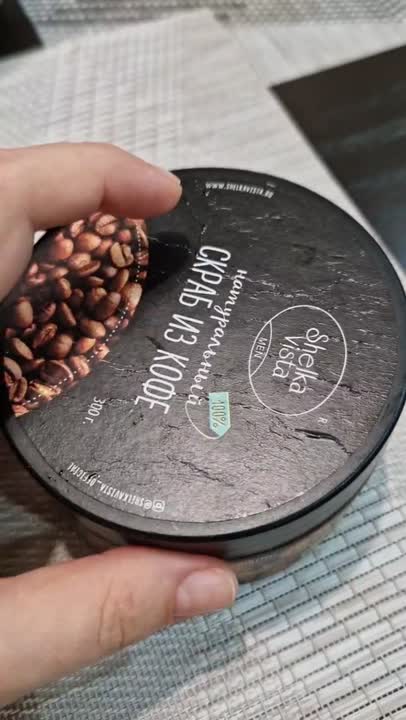 WWW.SHELKAVISTA.RU
Shelka
vista
MEN
R
натуральный
СКРАБ ИЗ КОФЕ
100%
300 г.
@SHELKAVISTA_OFFICIAL